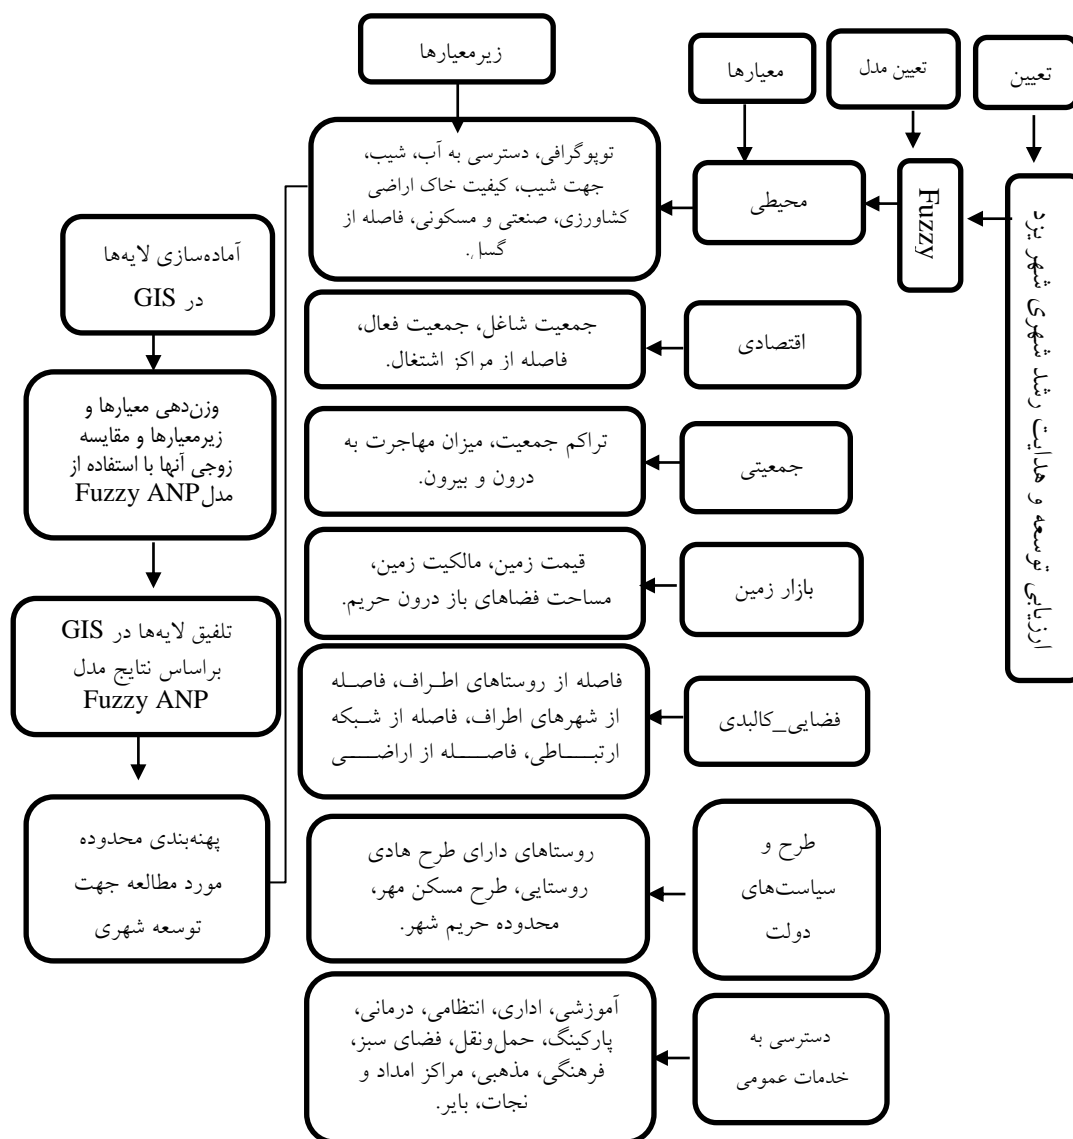 تعیین
تعیین مدل
معیارها
زیرمعیارها
ارزیابی توسعه و هدایت رشد شهری شهر یزد
Fuzzy
محیطی
توپوگرافی، دسترسی به آب، شیب،
جهت شیب، کیفیت خاک اراضی
کشاورزی، صنعتی و مسکونی، فاصله از
گسل.
اقتصادی
جمعیت شاغل، جمعیت فعال،
فاصله از مراکز اشتغال.
جمعیتی
تراکم جمعیت، میزان مهاجرت به
درون و بیرون.
بازار زمین
قیمت زمین، مالکیت زمین،
مساحت فضاهای باز درون حریم.
فضایی_کالبدی
فاصله از روستاهای اطراف، فاصله
از شهرهای اطراف، فاصله از شبکه
ارتباطی، فاصله از اراضی
طرح و
سیاست‌های
دولت
روستاهای دارای طرح هادی
روستایی، طرح مسکن مهر،
محدوده حریم شهر.
دسترسی به
خدمات عمومی
آموزشی، اداری، انتظامی، درمانی،
پارکینگ، حمل‌ونقل، فضای سبز،
فرهنگی، مذهبی، مراکز امداد و
نجات، بایر.
آماده‌سازی لایه‌ها
در GIS
وزن‌دهی معیارها و
زیرمعیارها و مقایسه
زوجی آنها با استفاده از
مدل Fuzzy ANP
تلفیق لایه‌ها در GIS
براساس نتایج مدل
Fuzzy ANP
پهنه‌بندی محدوده
مورد مطالعه جهت
توسعه شهری